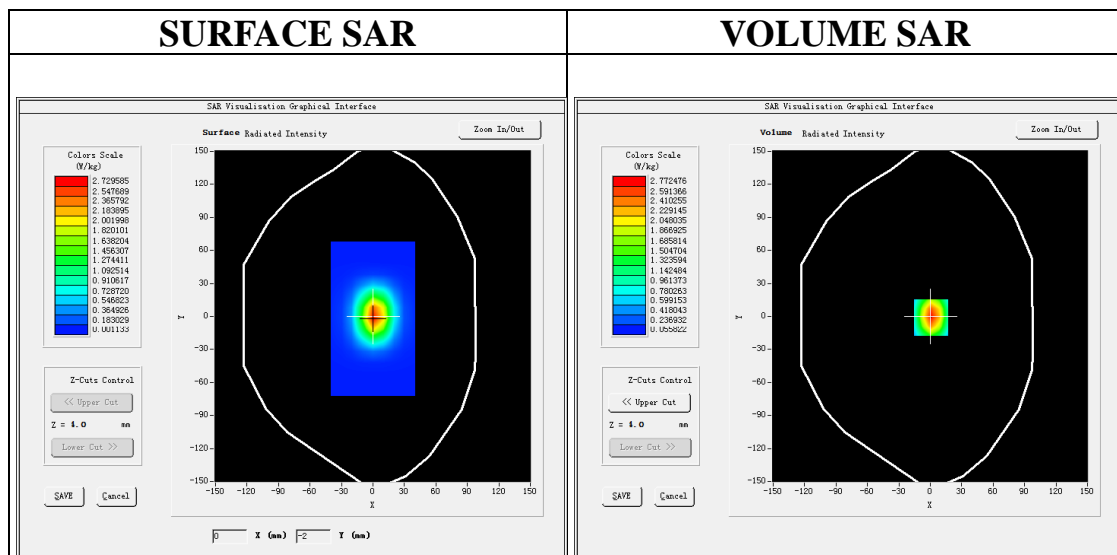 SURFACE SAR
VOLUME SAR
SAR Visualisation Graphical Interface
Surface Radiated Intensity
Zoom In/Out
Colors Scale
(W/kg)
2.729585
2.547689
2.365792
2.183895
2.001998
1.820101
1.638204
1.456307
1.274411
1.092514
0.910617
0.728720
0.546823
0.364926
0.183029
0.001133
150
120
90
60
30
0
-30
-60
-90
-120
-150
Y
-150 -120 -90 -60 -30 0 30 60 90 120 150
X
Z-Cuts Control
<< Upper Cut
Z = 4.0 mm
Lower Cut >>
SAVE Cancel
0 X (mm) -2 Y (mm)
SAR Visualisation Graphical Interface
Volume Radiated Intensity
Zoom In/Out
Colors Scale
(W/kg)
2.772476
2.591366
2.410255
2.229145
2.048035
1.866925
1.685814
1.504704
1.323594
1.142484
0.961373
0.780263
0.599153
0.418043
0.236932
0.055822
150
120
90
60
30
0
-30
-60
-90
-120
-150
Y
-150 -120 -90 -60 -30 0 30 60 90 120 150
X
Z-Cuts Control
<< Upper Cut
Z = 4.0 mm
Lower Cut >>
SAVE Cancel